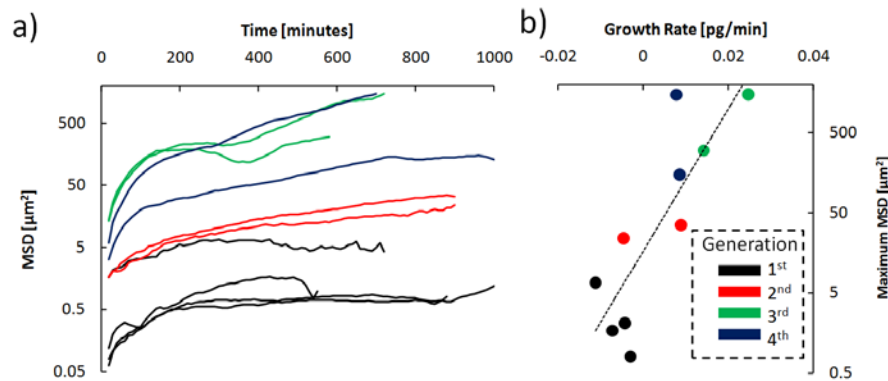 a)
Time [minutes]
0 200 400 600 800 1000
500
50
5
0.5
0.05
MSD [µm²]
b)
Growth Rate [pg/min]
-0.02 0 0.02 0.04
500
50
5
0.5
Maximum MSD [µm²]
Generation
1st
2nd
3rd
4th